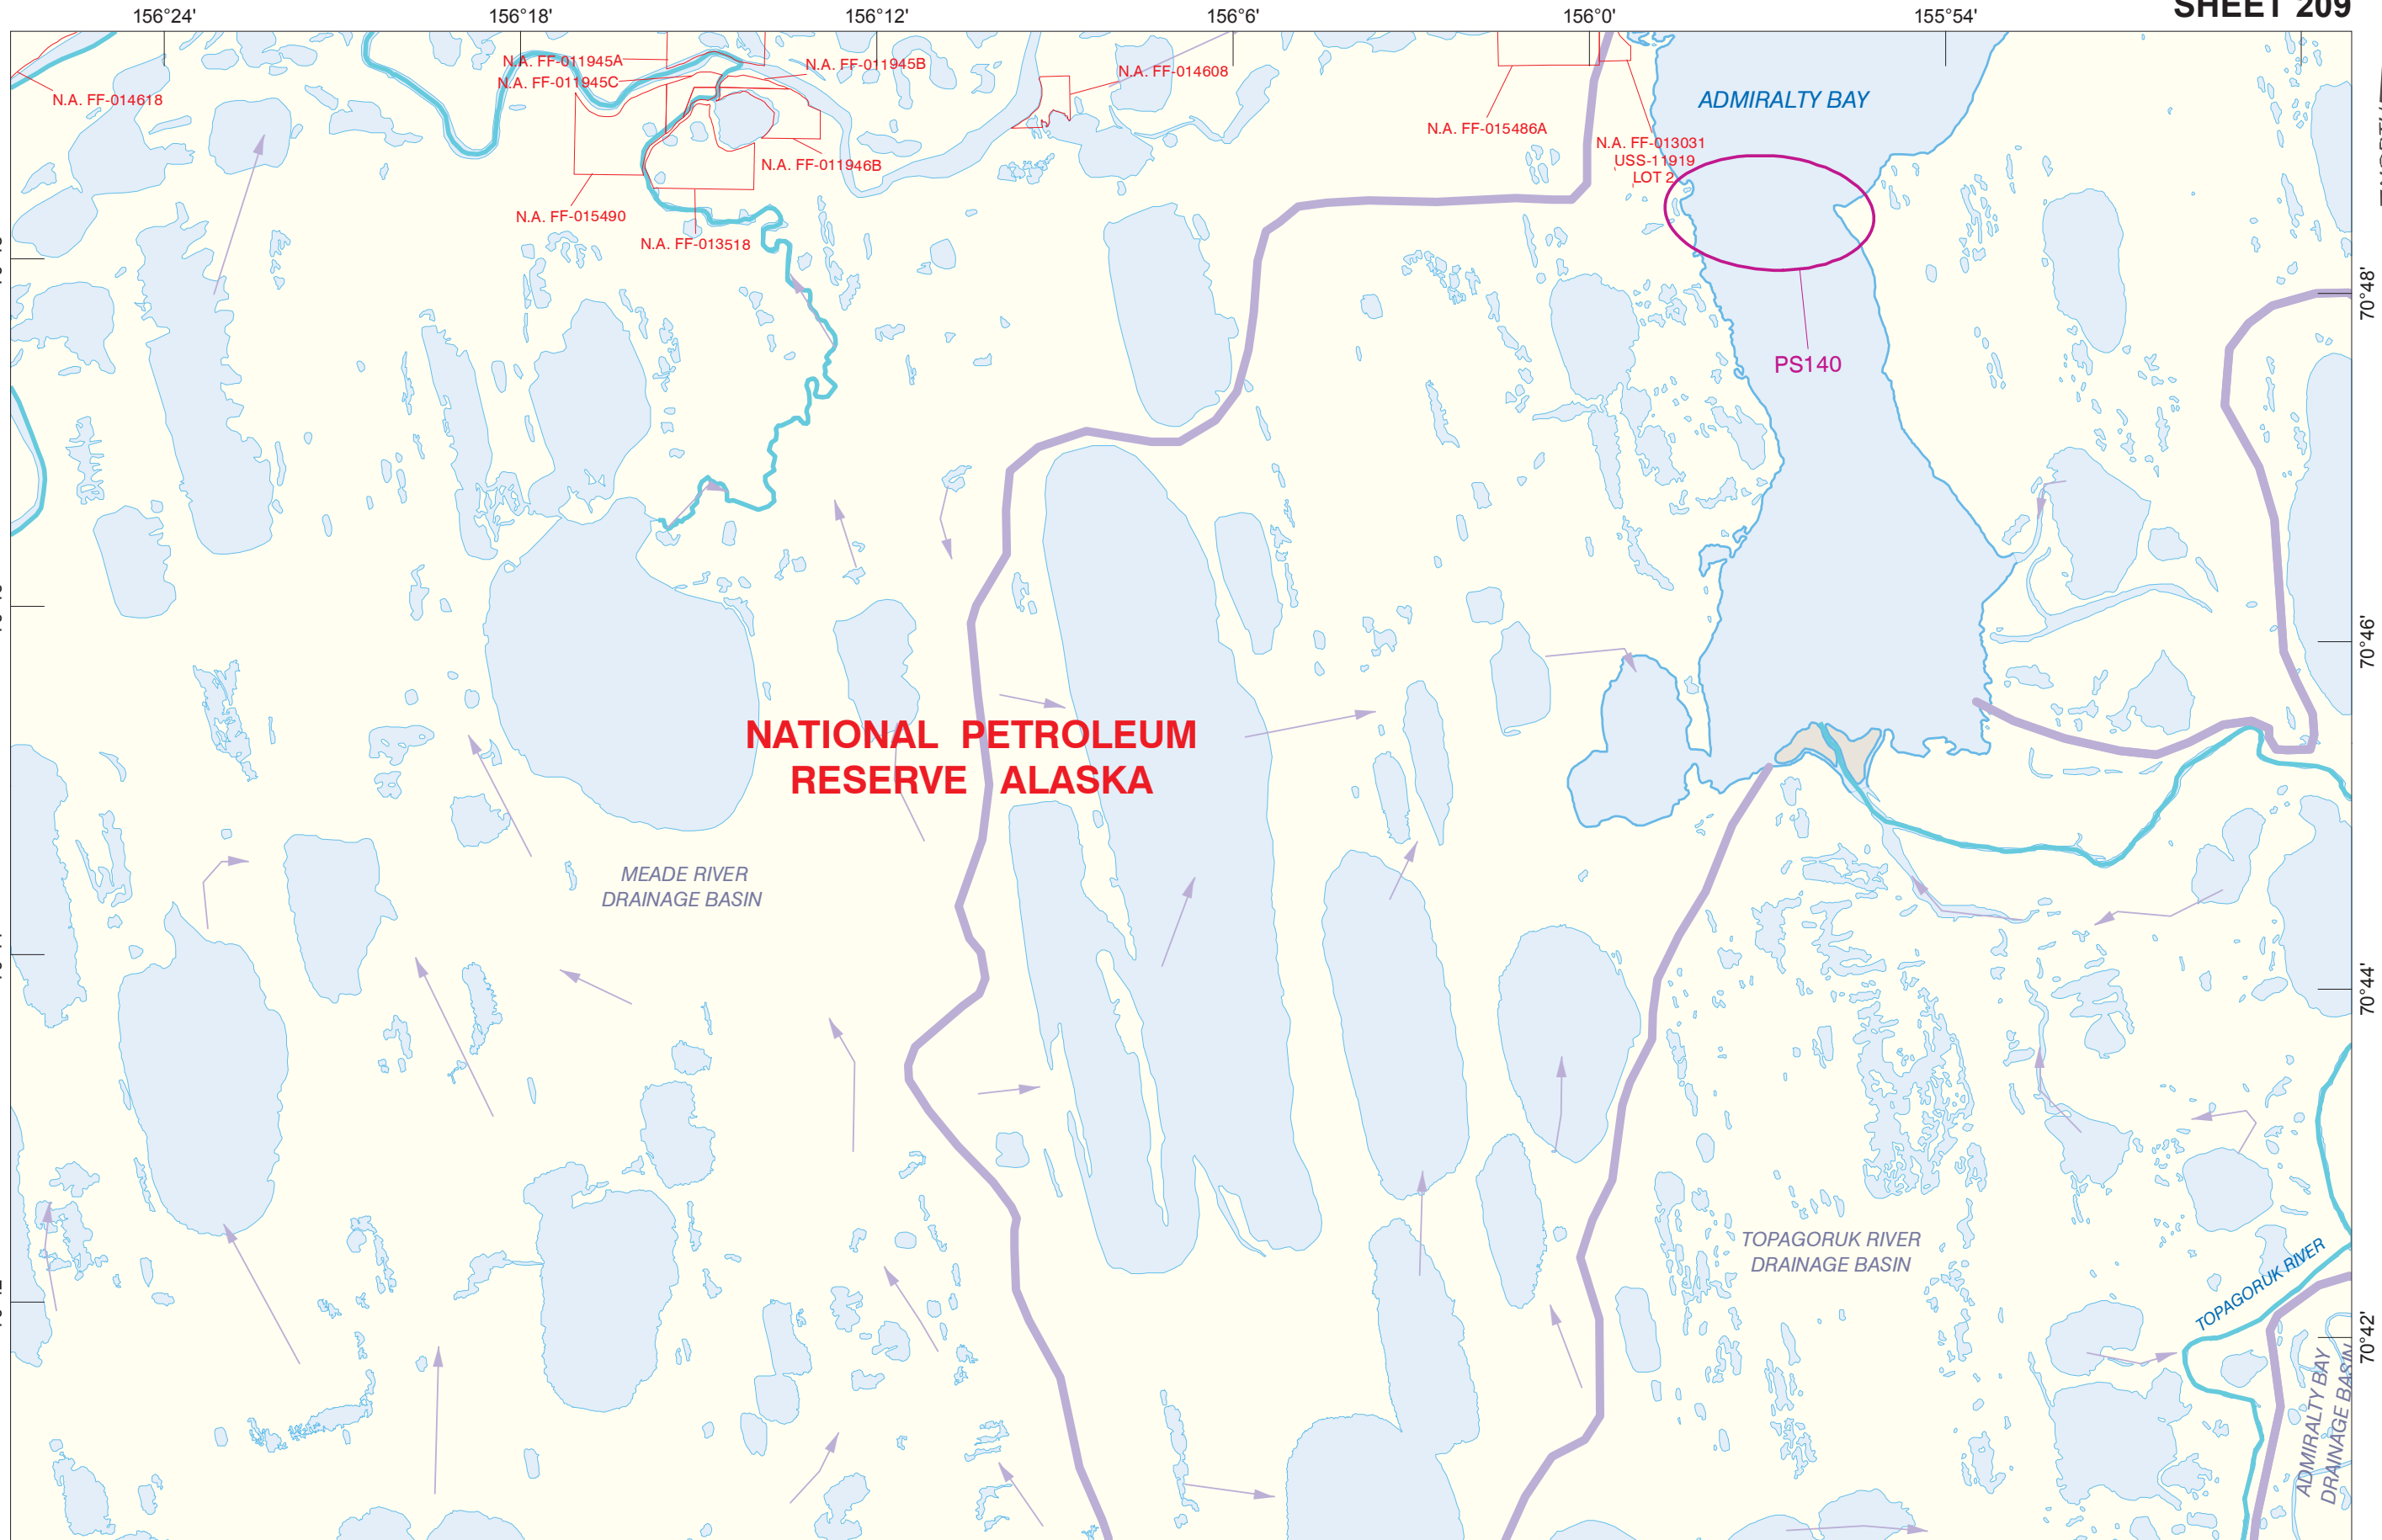 SHEET 209
156°24'
156°18'
156°12'
156°6'
156°0'
155°54'
N.A. FF-014618
N.A. FF-011945A
N.A. FF-011945C
N.A. FF-011945B
N.A. FF-014608
N.A. FF-015486A
ADMIRALTY BAY
N.A. FF-013031
USS-11919
LOT 2
N.A. FF-011946B
N.A. FF-015490
N.A. FF-013518
70°48'
PS140
70°46'
NATIONAL PETROLEUM
RESERVE ALASKA
MEADE RIVER
DRAINAGE BASIN
70°44'
TOPAGORUK RIVER
DRAINAGE BASIN
TOPAGORUK RIVER
70°42'
ADMIRALTY BAY
DRAINAGE BASIN